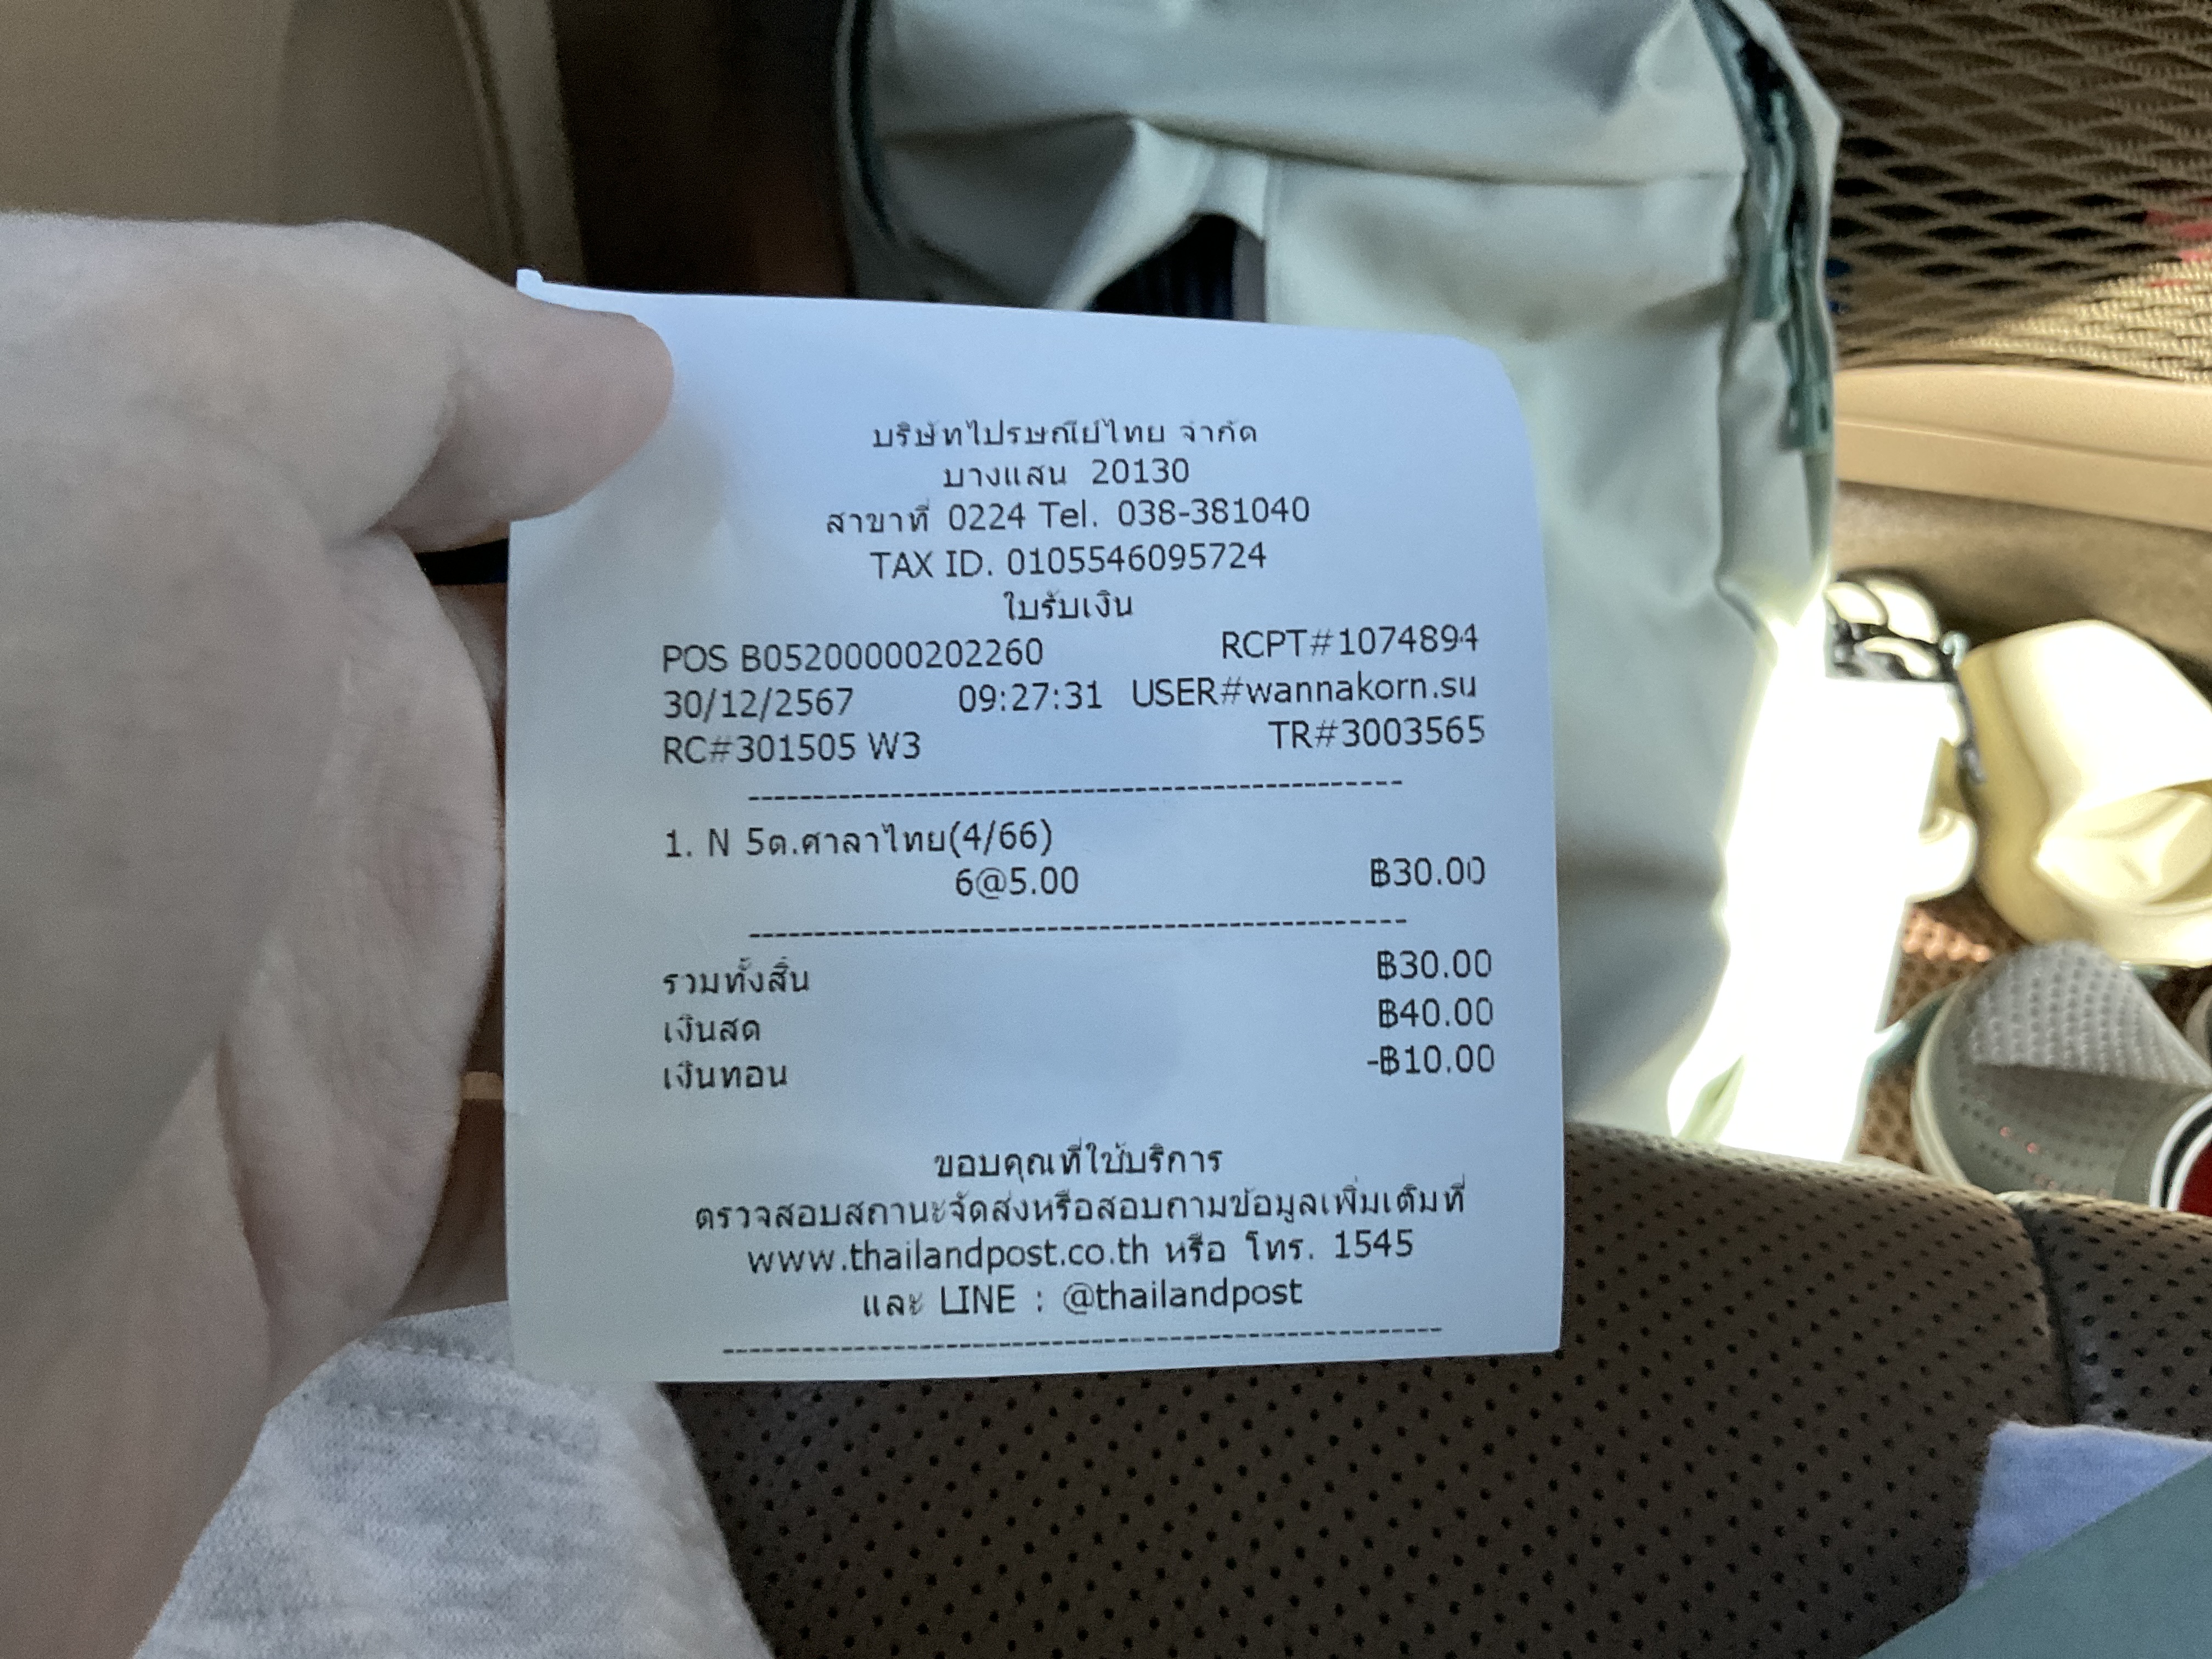 บริษัทไปรษณีย์ไทย จำกัด
บางแสน 20130
สาขาที่ 0224 Tel. 038-381040
TAX ID. 0105546095724
ใบรับเงิน
POS B05200000202260 RCPT#1074894
30/12/2567 09:27:31 USER#wannakorn.su
RC#301505 W3 TR#3003565
1. N 5ด.ศาลาไทย(4/66)
6@5.00 ฿30.00
รวมทั้งสิ้น ฿30.00
เงินสด ฿40.00
เงินทอน -฿10.00
ขอบคุณที่ใช้บริการ
ตรวจสอบสถานะจัดส่งหรือสอบถามข้อมูลเพิ่มเติมที่
www.thailandpost.co.th หรือ โทร. 1545
และ LINE : @thailandpost